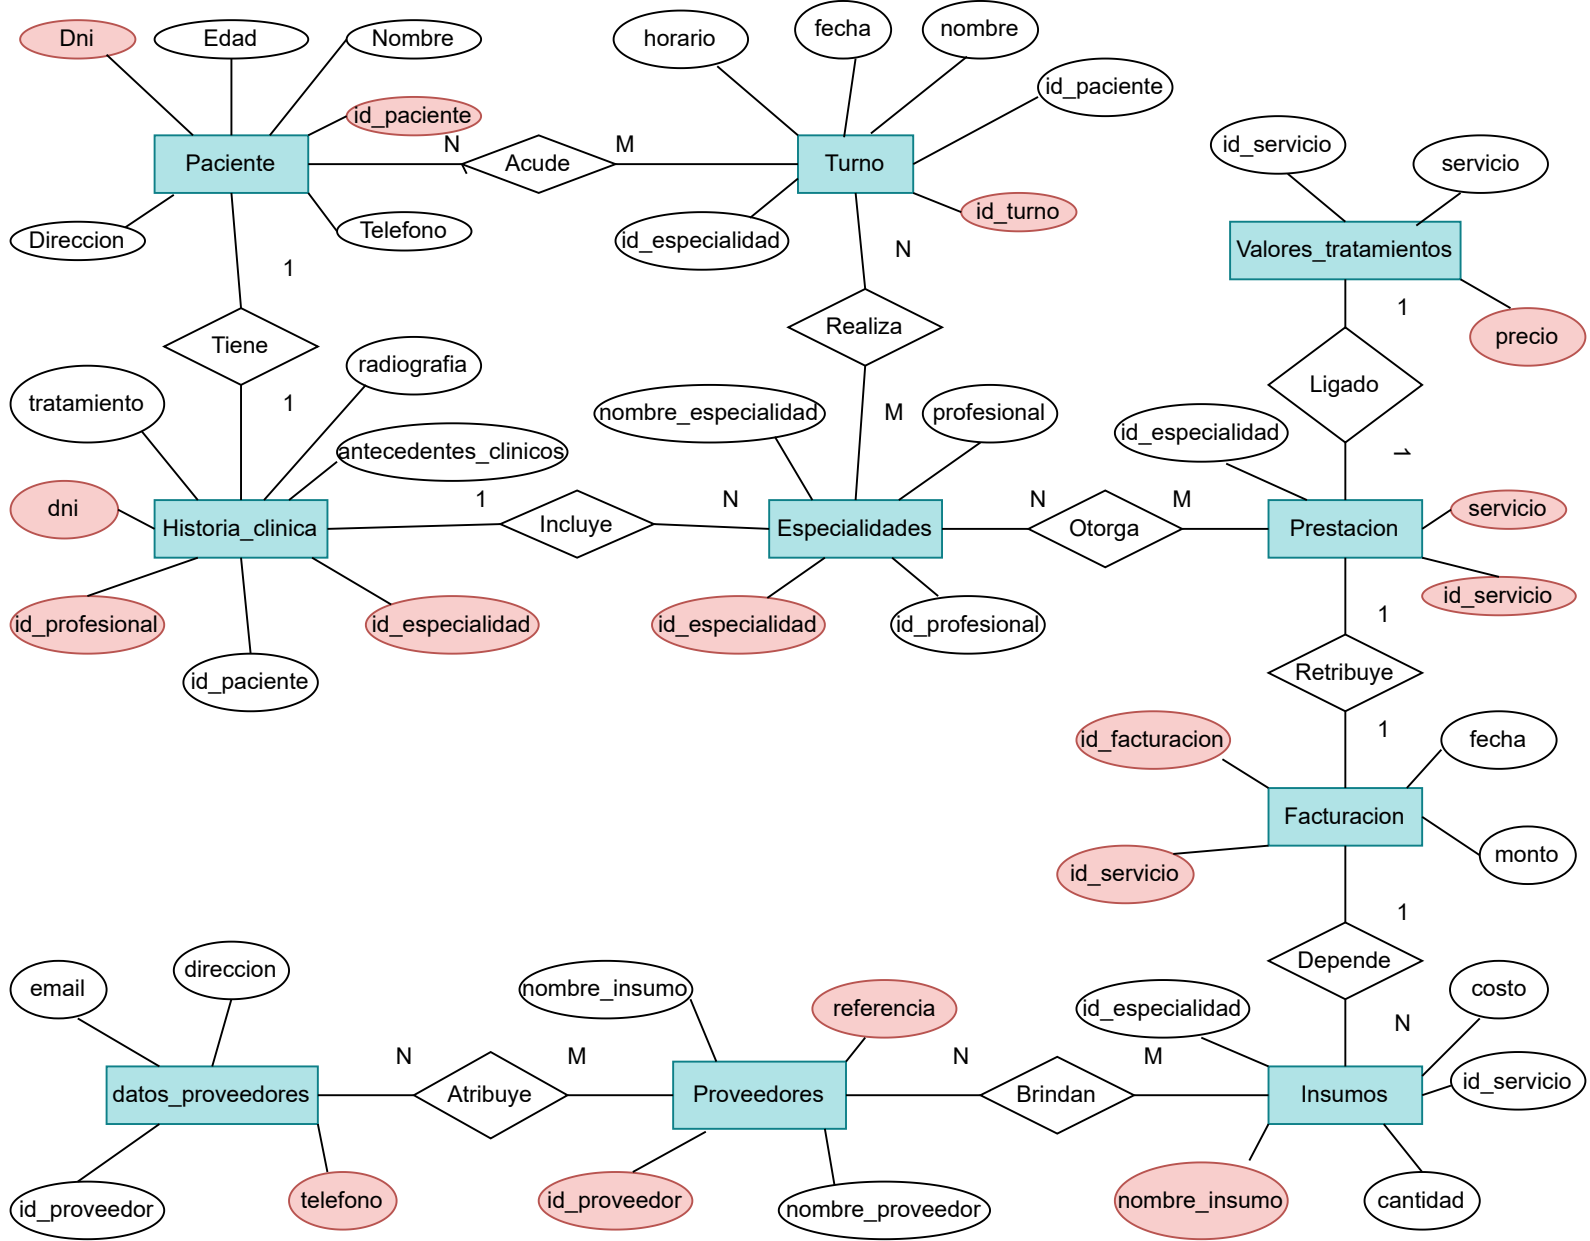 Dni
Edad
Nombre
id_paciente
Paciente
Direccion
Telefono
N
Acude
M
horario
fecha
nombre
id_paciente
Turno
id_turno
id_especialidad
id_servicio
servicio
Valores_tratamientos
precio
1
Tiene
1
N
Realiza
M
1
Ligado
1
tratamiento
radiografia
antecedentes_clinicos
dni
Historia_clinica
id_profesional
id_paciente
id_especialidad
1
Incluye
N
nombre_especialidad
profesional
Especialidades
id_especialidad
id_profesional
N
Otorga
M
id_especialidad
Prestacion
servicio
id_servicio
1
Retribuye
1
id_facturacion
fecha
Facturacion
id_servicio
monto
1
Depende
N
email
direccion
datos_proveedores
id_proveedor
telefono
N
Atribuye
M
nombre_insumo
referencia
Proveedores
id_proveedor
nombre_proveedor
N
Brindan
M
id_especialidad
costo
Insumos
id_servicio
nombre_insumo
cantidad